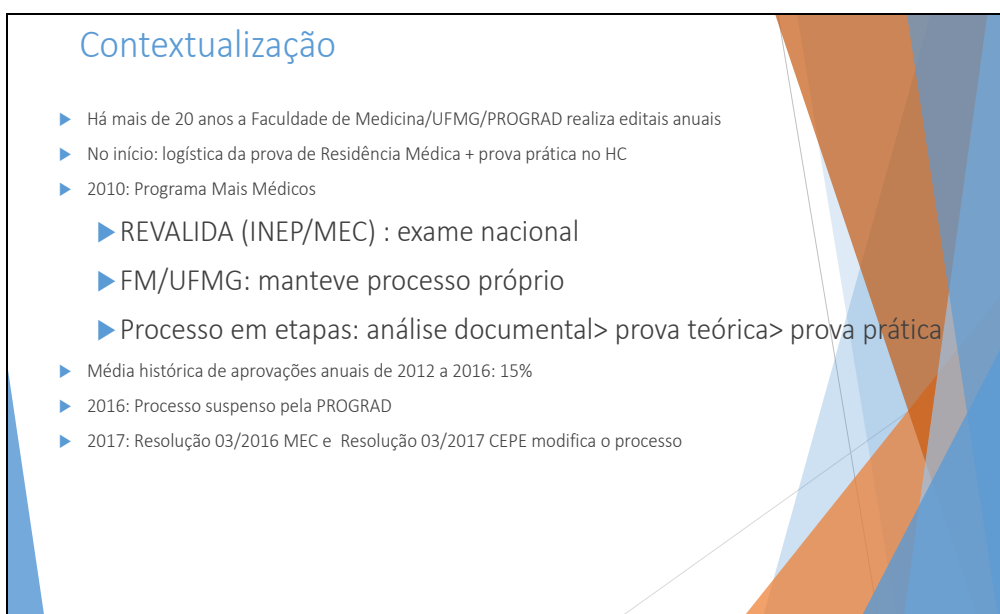 Contextualização
Há mais de 20 anos a Faculdade de Medicina/UFMG/PROGRAD realiza editais anuais
No início: logística da prova de Residência Médica + prova prática no HC
2010: Programa Mais Médicos
REVALIDA (INEP/MEC) : exame nacional
FM/UFMG: manteve processo próprio
Processo em etapas: análise documental> prova teórica> prova prática
Média histórica de aprovações anuais de 2012 a 2016: 15%
2016: Processo suspenso pela PROGRAD
2017: Resolução 03/2016 MEC e Resolução 03/2017 CEPE modifica o processo